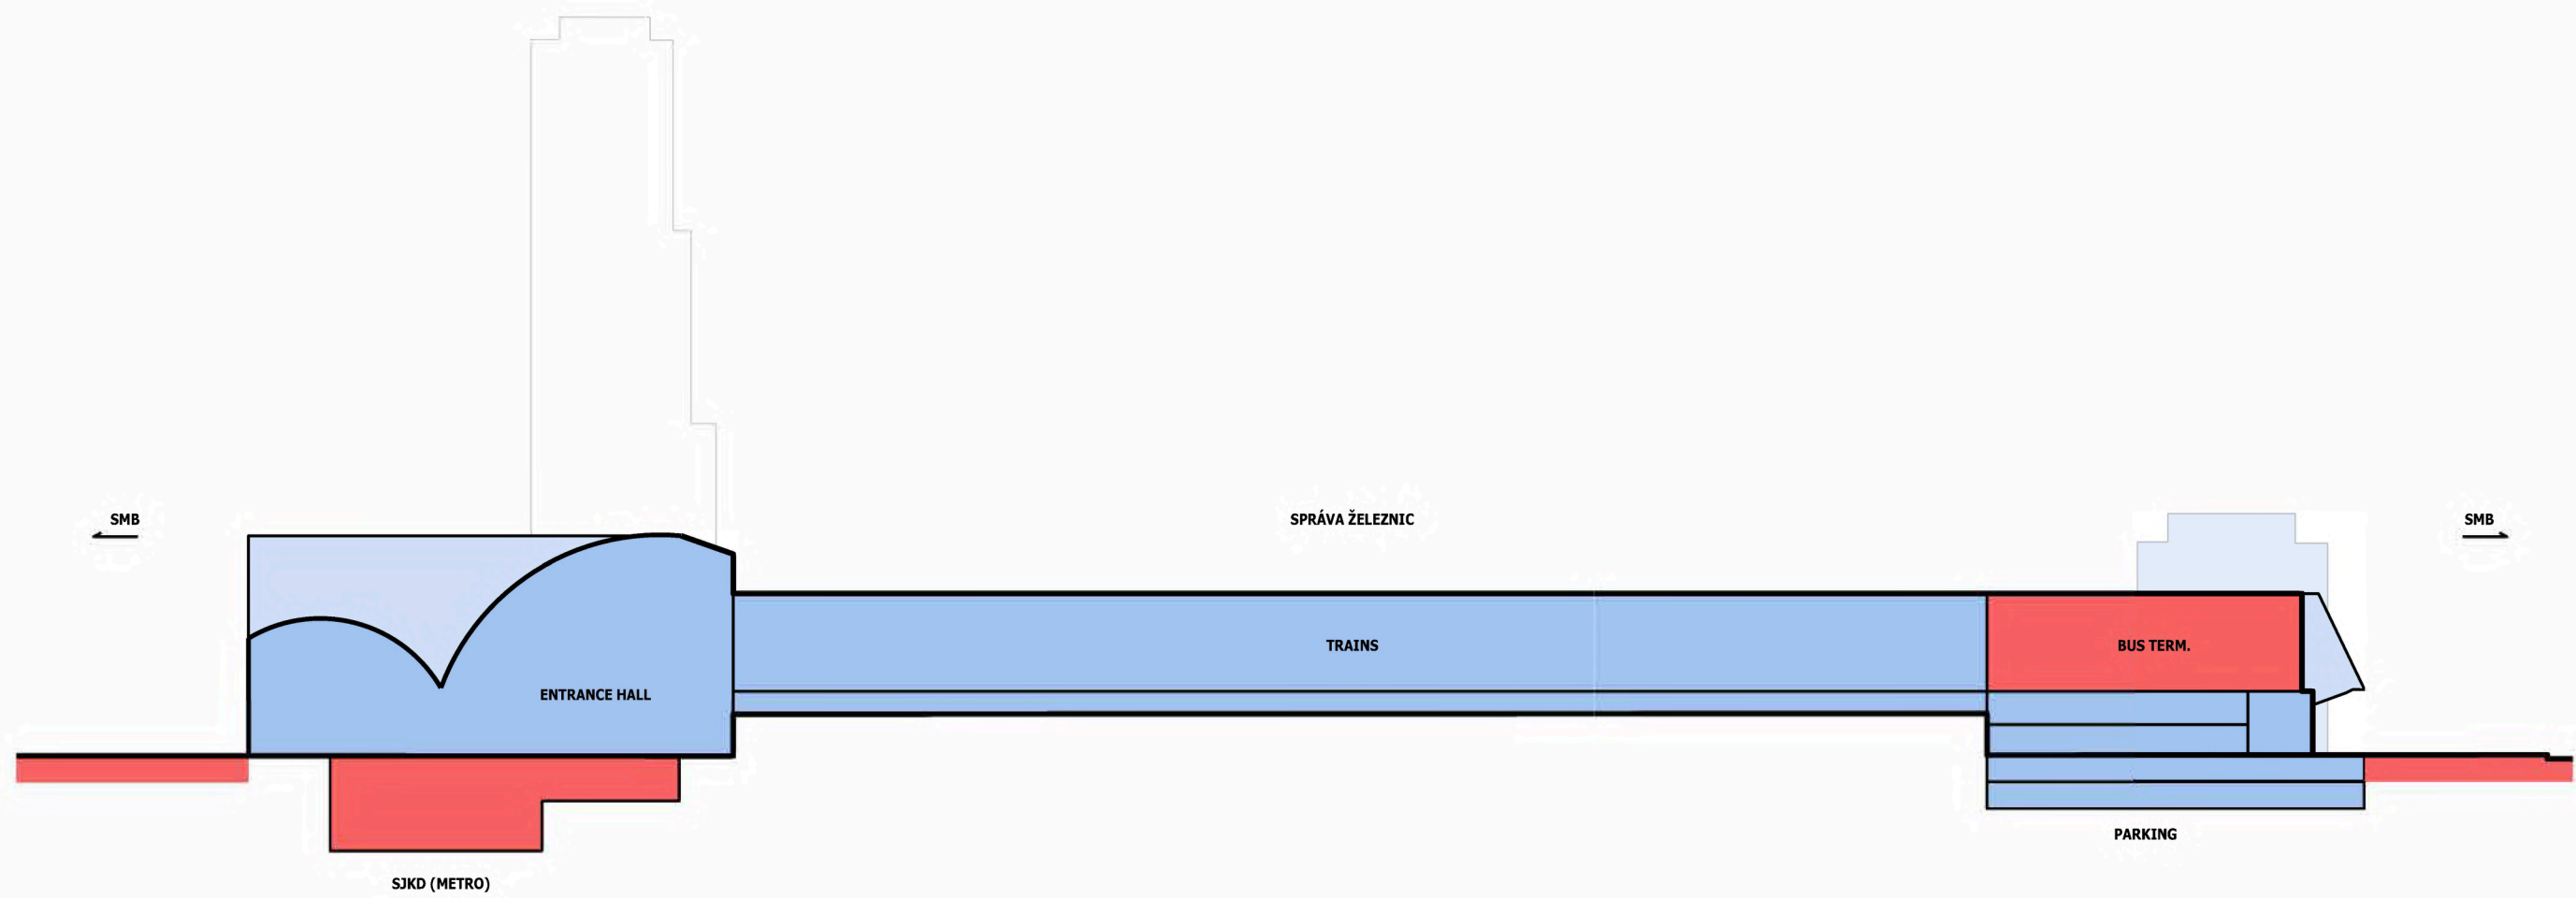 SMB
SPRÁVA ŽELEZNIC
SMB
TRAINS
BUS TERM.
ENTRANCE HALL
PARKING
SJKD (METRO)